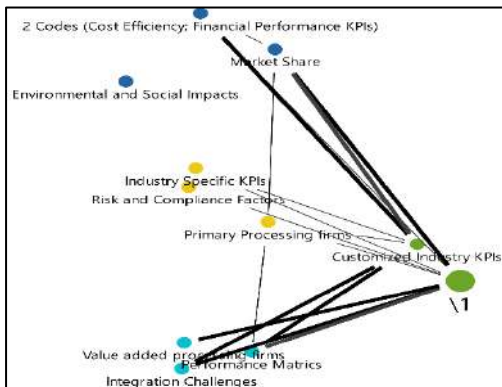 2 Codes (Cost Efficiency; Financial Performance KPIs)
Market Share
Environmental and Social Impacts
Industry Specific KPIs
Risk and Compliance Factors
Primary Processing firms
Customized Industry KPIs
\1
Value added processing firms
Performance Matrics
Integration Challenges